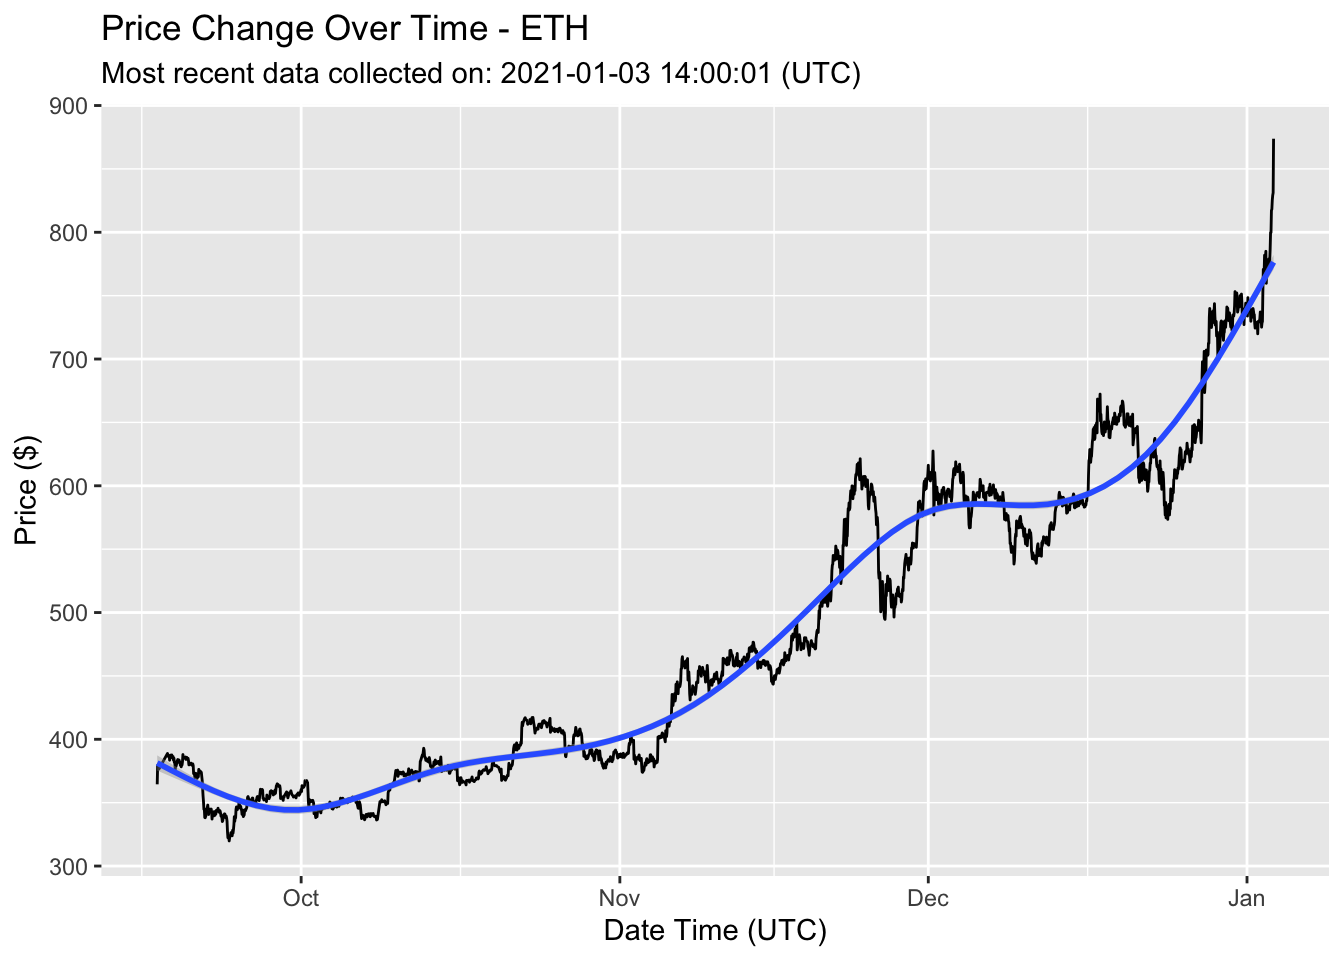 Price Change Over Time - ETH
Most recent data collected on: 2021-01-03 14:00:01 (UTC)
900
800
700
600
500
400
300
Price ($)
Oct
Nov
Dec
Jan
Date Time (UTC)